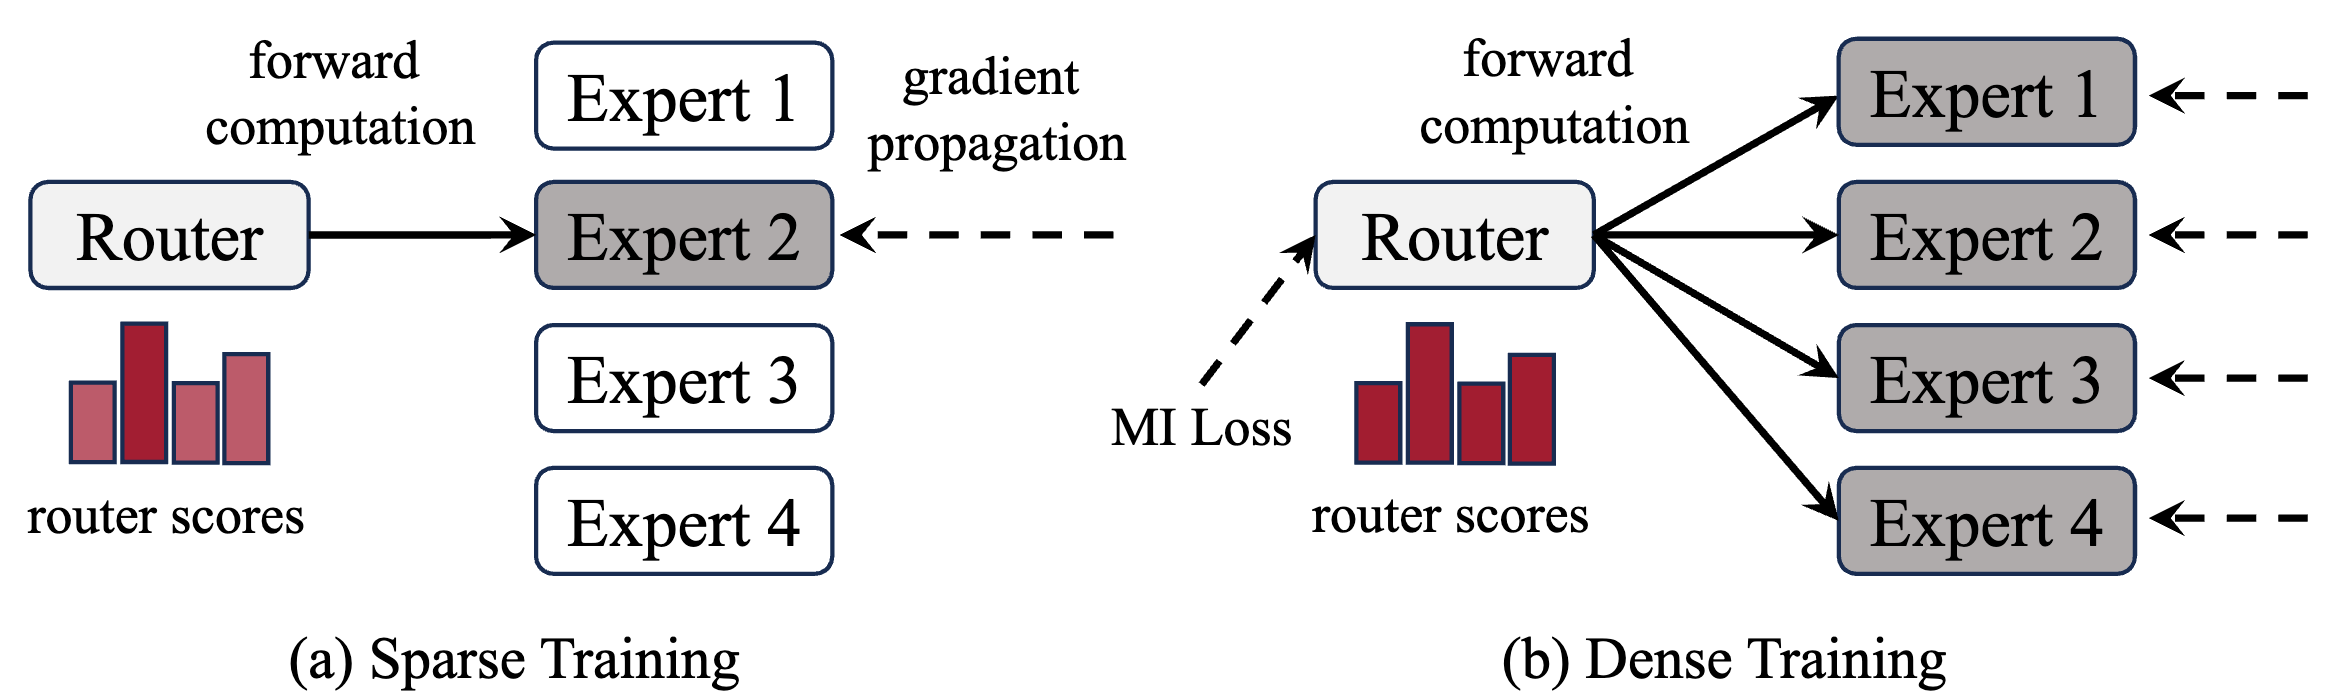 forward
computation
Expert 1
gradient
propagation
Router
Expert 2
Expert 3
router scores
Expert 4
(a) Sparse Training
forward
computation
Expert 1
Router
Expert 2
MI Loss
Expert 3
router scores
Expert 4
(b) Dense Training